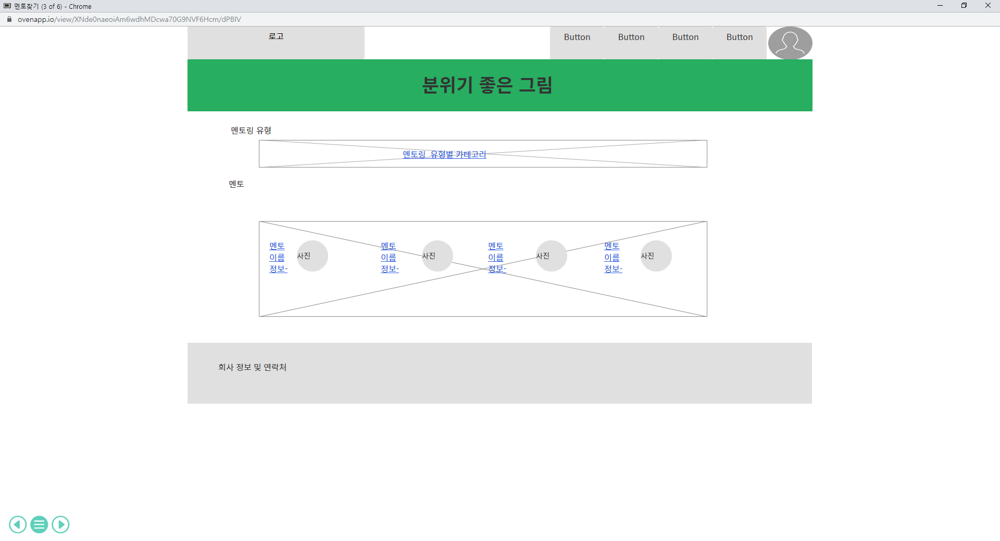 멘토찾기 (3 of 6) - Chrome
ovenapp.io/view/XNde0naeoiAm6wdhMDcwa70G9NVF6Hcm/dPBIV
로고
Button Button Button Button
분위기 좋은 그림
멘토링 유형
멘토링  유형별 카테고리
멘토
멘토
이름
정보-
사진
멘토
이름
정보-
사진
멘토
이름
정보-
사진
멘토
이름
정보-
사진
회사 정보 및 연락처